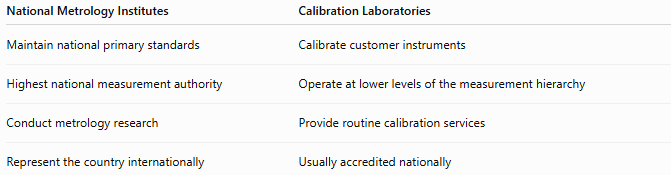 National Metrology Institutes Calibration Laboratories
Maintain national primary standards Calibrate customer instruments
Highest national measurement authority Operate at lower levels of the measurement hierarchy
Conduct metrology research Provide routine calibration services
Represent the country internationally Usually accredited nationally